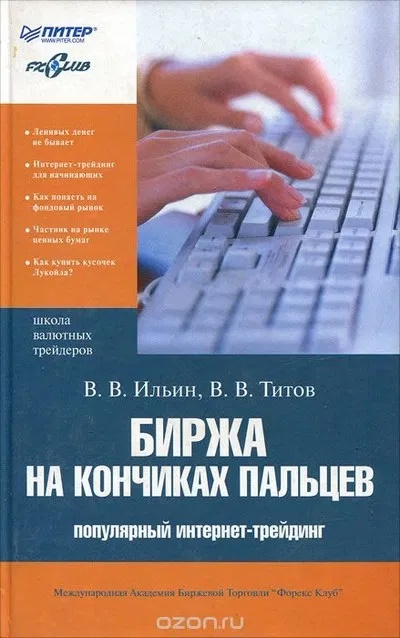 ПИТЕР
WWW.PITER.COM
FXCLUB
• Ленивых денег
не бывает
• Интернет-трейдинг
для начинающих
• Как попасть на
фондовый рынок
• Частник на рынке
ценных бумаг
• Как купить кусочек
Лукойла?
школа
валютных
трейдеров
В. В. Ильин, В. В. Титов
БИРЖА
НА КОНЧИКАХ ПАЛЬЦЕВ
популярный интернет-трейдинг
Международная Академия Биржевой Торговли "Форекс Клуб"
ozon.ru